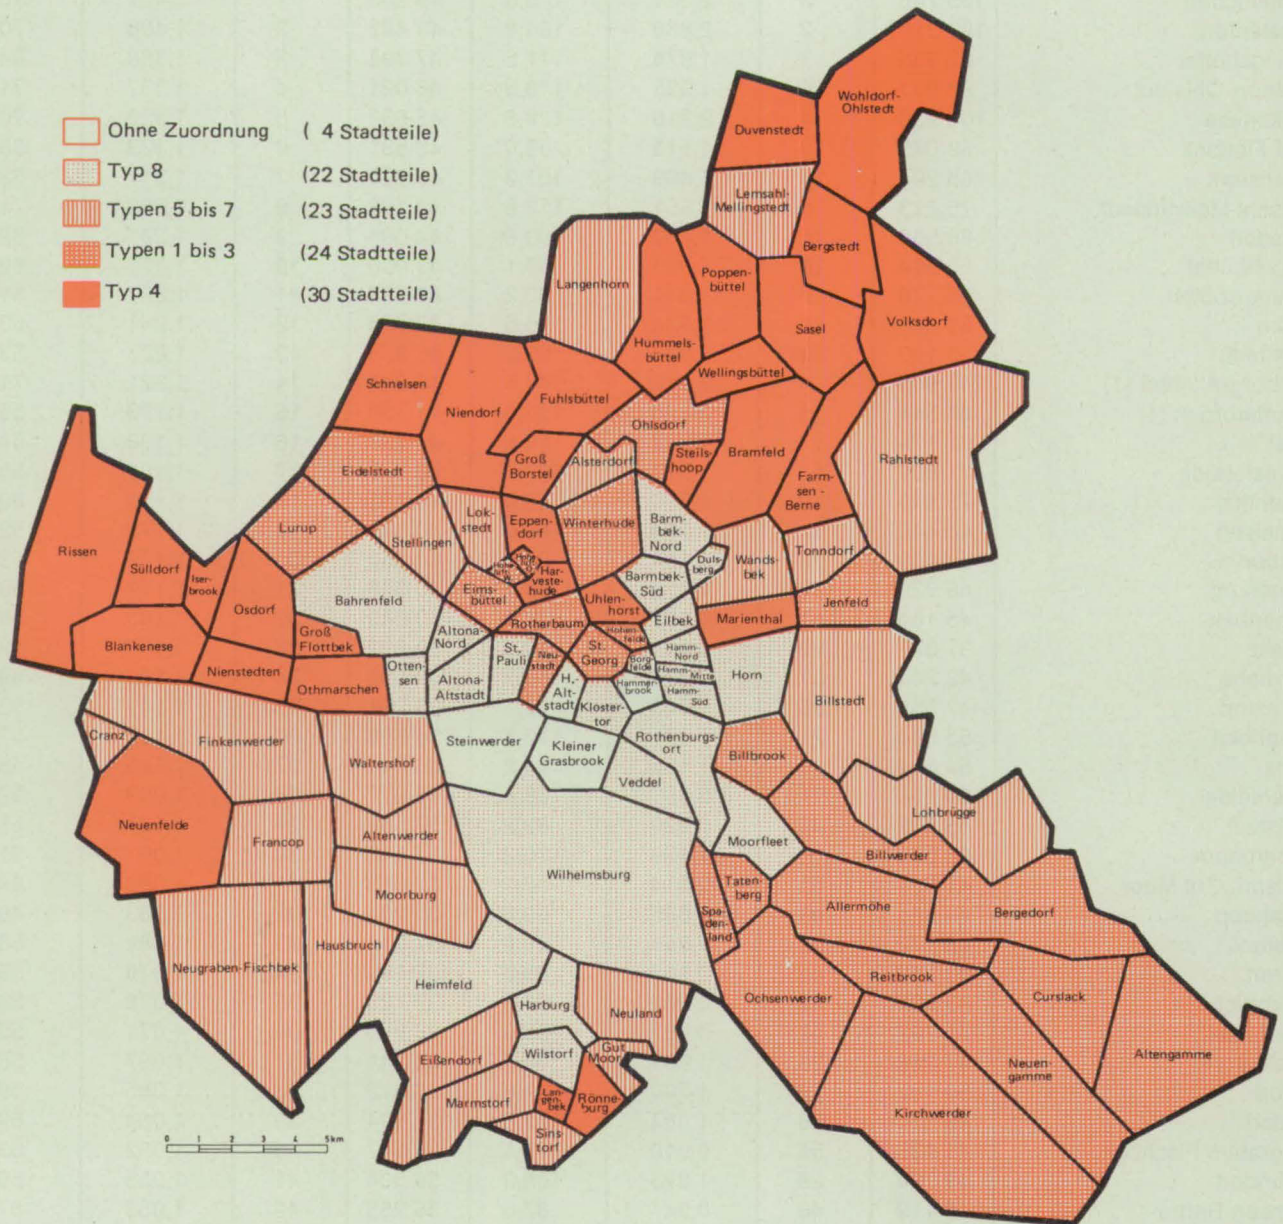 Ohne Zuordnung ( 4 Stadtteile)
Typ 8 (22 Stadtteile)
Typen 5 bis 7 (23 Stadtteile)
Typen 1 bis 3 (24 Stadtteile)
Typ 4 (30 Stadtteile)
Wohldorf-
Ohlstedt
Duvenstedt
Lemsahl-
Mellingstedt
Bergstedt
Poppen-
büttel
Langenhorn
Volksdorf
Sasel
Hummels-
büttel
Wellingsbüttel
Schnelsen
Niendorf
Fuhlsbüttel
Ohlsdorf
Groß
Borstel
Alsterdorf
Steils-
hoop
Bramfeld
Farm-
sen -
Berne
Rahlstedt
Eidelstedt
Lurup
Stellingen
Lok-
stedt
Eppen-
dorf
Winterhude
Barm-
bek-
Nord
Duls-
berg
Wands-
bek
Tonndorf
Rissen
Sülldorf
Iser-
brook
Osdorf
Bahrenfeld
Eims-
büttel
Har-
veste-
hude
Uhlen-
horst
Barmbek-
Süd
Eilbek
Marienthal
Jenfeld
Blankenese
Nienstedten
Groß
Flottbek
Othmarschen
Otten-
sen
Altona-
Nord
Altona-
Altstadt
St.
Pauli
Rotherbaum
Neu-
stadt
St.
Georg
Hohen-
felde
Borg-
felde
Hamm-
Nord
Hamm-
Mitte
Hamm-
Süd
Hammer-
brook
H.-
Alt-
stadt
Kloster-
tor
Horn
Billstedt
Cranz
Finkenwerder
Waltershof
Steinwerder
Kleiner
Grasbrook
Rothenburgs-
ort
Veddel
Billbrook
Neuenfelde
Francop
Altenwerder
Moorburg
Wilhelmsburg
Moorfleet
Lohbrügge
Billwerder
Taten-
berg
Spa-
den-
land
Allermöhe
Bergedorf
Neugraben-Fischbek
Hausbruch
Heimfeld
Harburg
Neuland
Ochsenwerder
Reitbrook
Curslack
Altengamme
Neuen-
gamme
Kirchwerder
Eißendorf
Wilstorf
Gut
Moor
Marmstorf
Lan-
gen-
bek
Rönne-
burg
Sins-
torf
0 1 2 3 4 5km